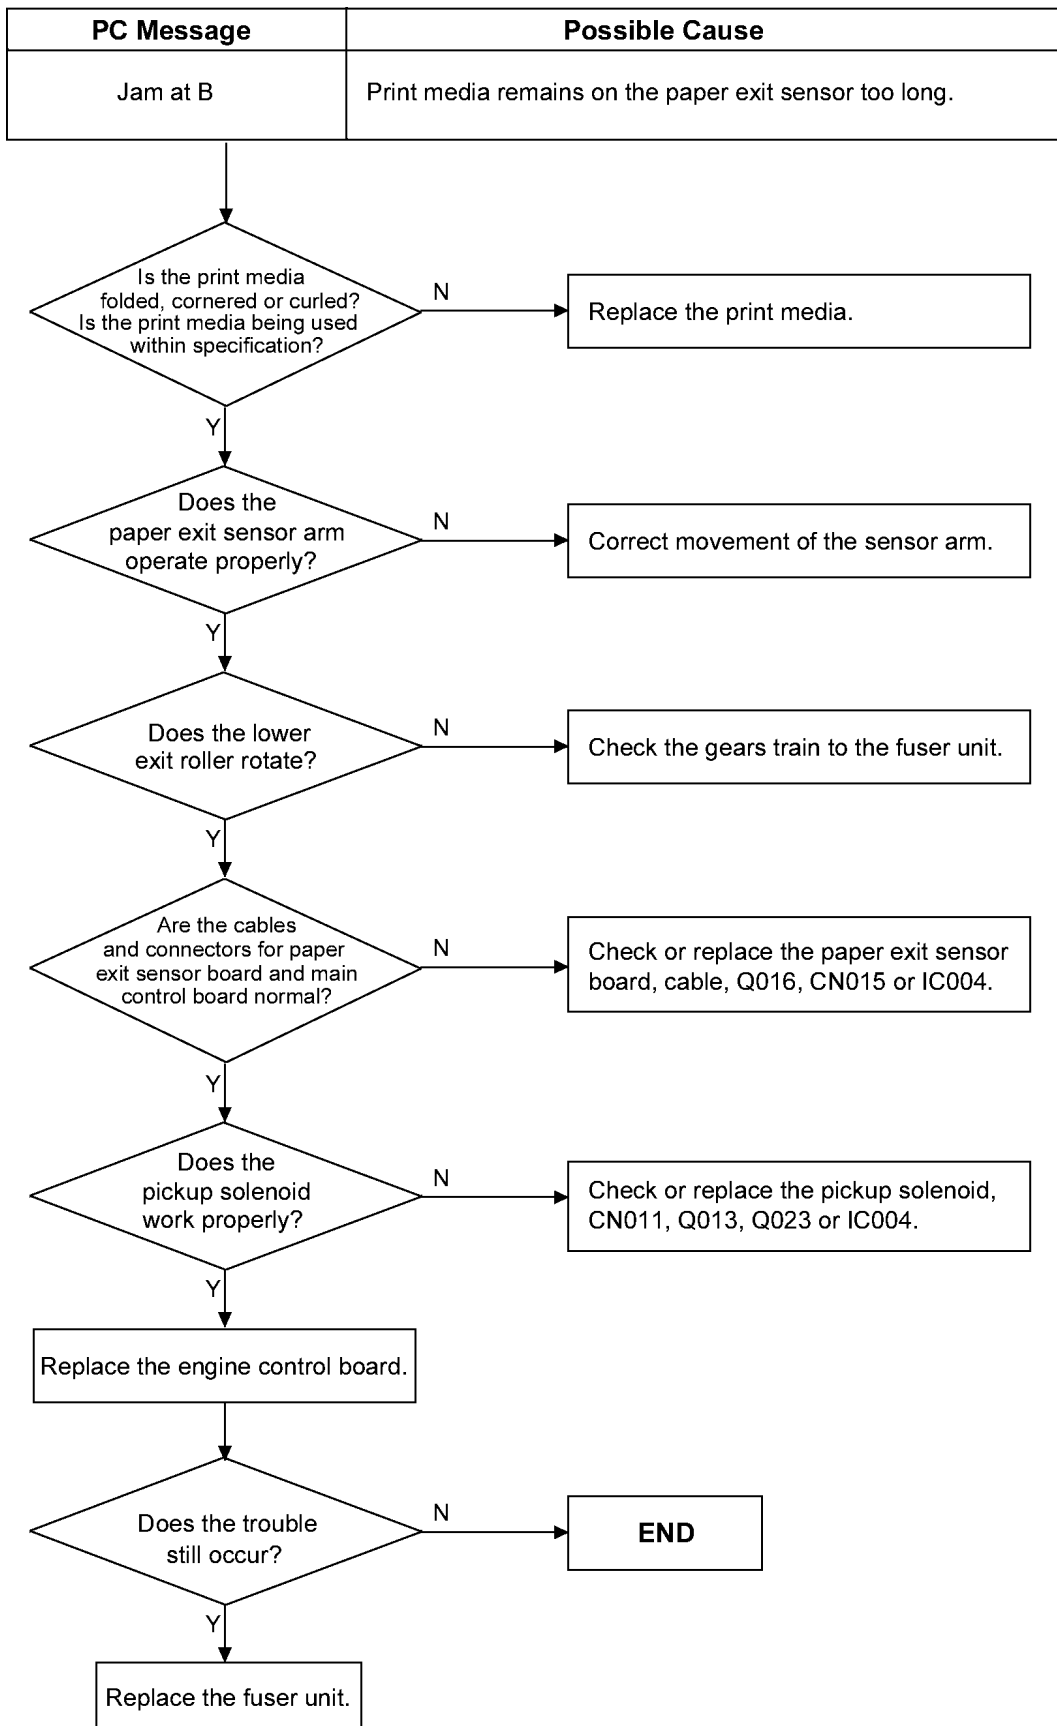 PC Message
Possible Cause
Jam at B
Print media remains on the paper exit sensor too long.
Is the print media
folded, cornered or curled?
Is the print media being used
within specification?
N
Replace the print media.
Y
Does the
paper exit sensor arm
operate properly?
N
Correct movement of the sensor arm.
Y
Does the lower
exit roller rotate?
N
Check the gears train to the fuser unit.
Y
Are the cables
and connectors for paper
exit sensor board and main
control board normal?
N
Check or replace the paper exit sensor
board, cable, Q016, CN015 or IC004.
Y
Does the
pickup solenoid
work properly?
N
Check or replace the pickup solenoid,
CN011, Q013, Q023 or IC004.
Y
Replace the engine control board.
Does the trouble
still occur?
N
END
Y
Replace the fuser unit.